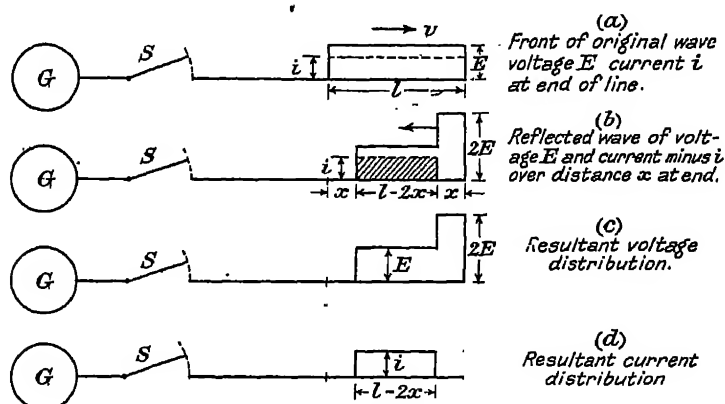 (a)
v
S
G
i
E
l
Front of original wave
voltage E current i
at end of line.
(b)
S
G
i
2E
x
l-2x
x
Reflected wave of volt-
age E and current minus i
over distance x at end.
(c)
S
G
E
2E
Resultant voltage
distribution.
(d)
S
G
i
l-2x
Resultant current
distribution